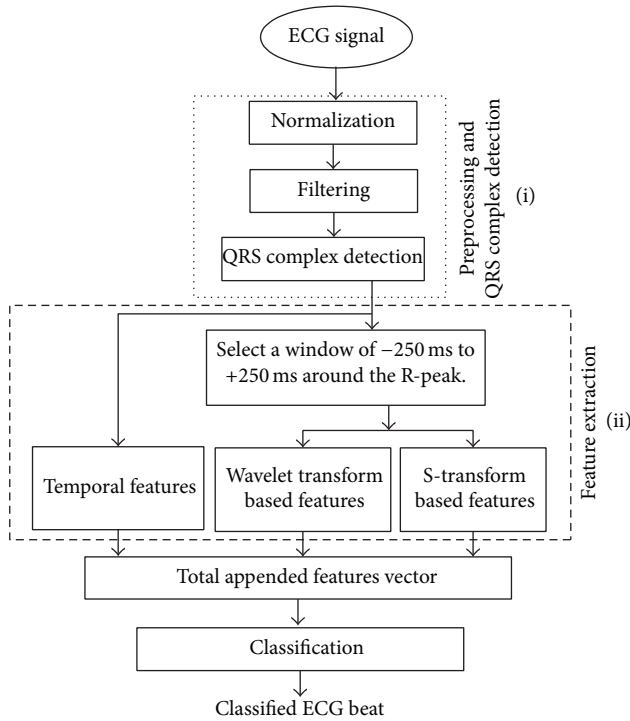 ECG signal
Normalization
Filtering
QRS complex detection
Preprocessing and
QRS complex detection
(i)
Select a window of −250 ms to
+250 ms around the R-peak.
Temporal features
Wavelet transform
based features
S-transform
based features
Feature extraction
(ii)
Total appended features vector
Classification
Classified ECG beat